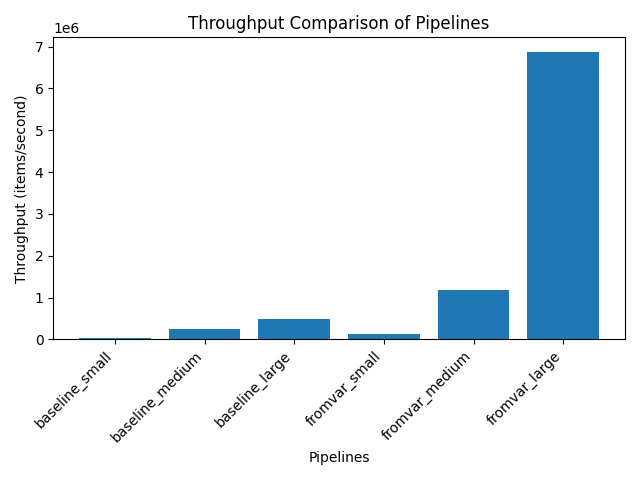 Throughput Comparison of Pipelines
1e6
7
6
5
4
3
2
1
0
Throughput (items/second)
baseline_small
baseline_medium
baseline_large
fromvar_small
fromvar_medium
fromvar_large
Pipelines